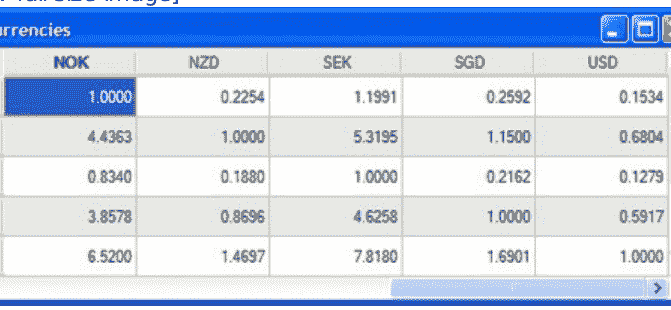 urrencies
NOK NZD SEK SGD USD
1.0000 0.2254 1.1991 0.2592 0.1534
4.4363 1.0000 5.3195 1.1500 0.6804
0.8340 0.1880 1.0000 0.2162 0.1279
3.8578 0.8696 4.6258 1.0000 0.5917
6.5200 1.4697 7.8180 1.6901 1.0000